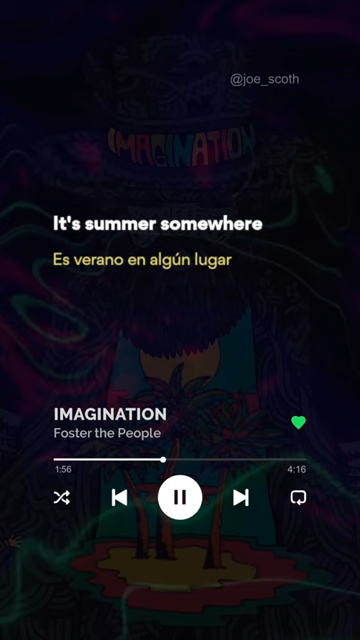 @joe_scoth
IMAGINATION
It's summer somewhere
Es verano en algún lugar
IMAGINATION
Foster the People
1:56
4:16